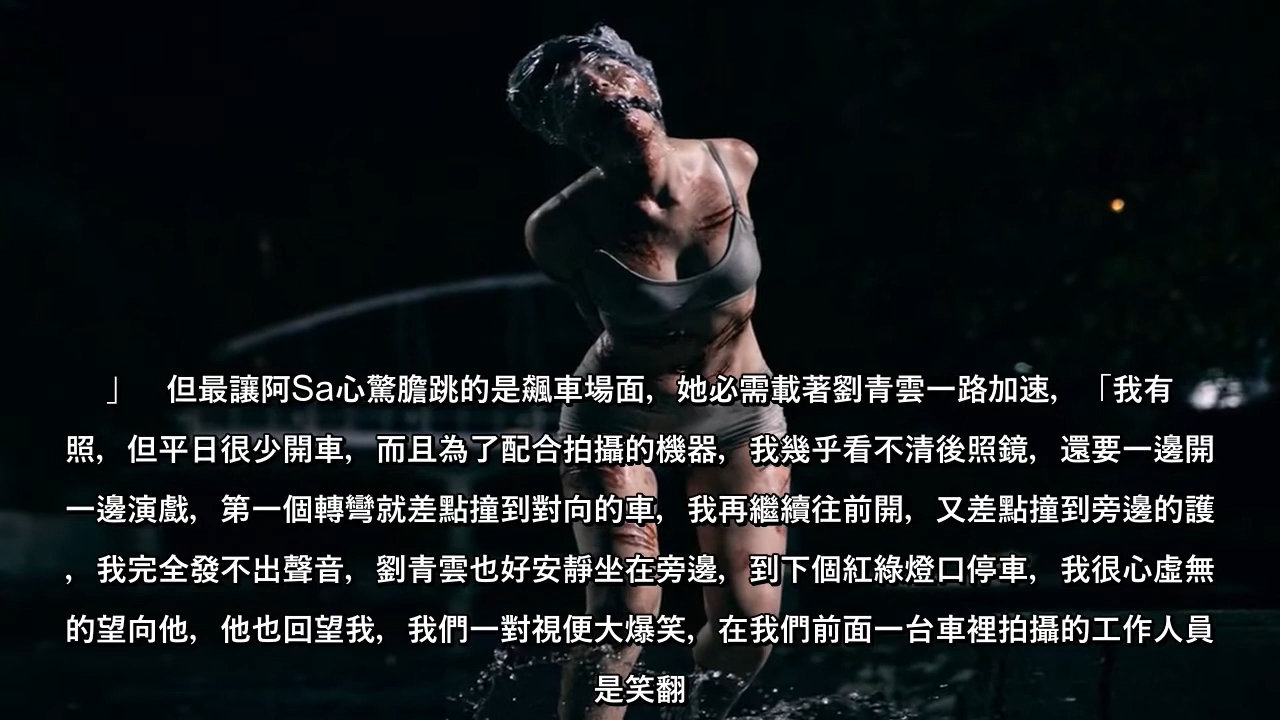 」 但最讓阿Sa心驚膽跳的是飆車場面，她必需載著劉青雲一路加速，「我有
照，但平日很少開車，而且為了配合拍攝的機器，我幾乎看不清後照鏡，還要一邊開
一邊演戲，第一個轉彎就差點撞到對向的車，我再繼續往前開，又差點撞到旁邊的護
，我完全發不出聲音，劉青雲也好安靜坐在旁邊，到下個紅綠燈口停車，我很心虛無
的望向他，他也回望我，我們一對視便大爆笑，在我們前面一台車裡拍攝的工作人員
是笑翻